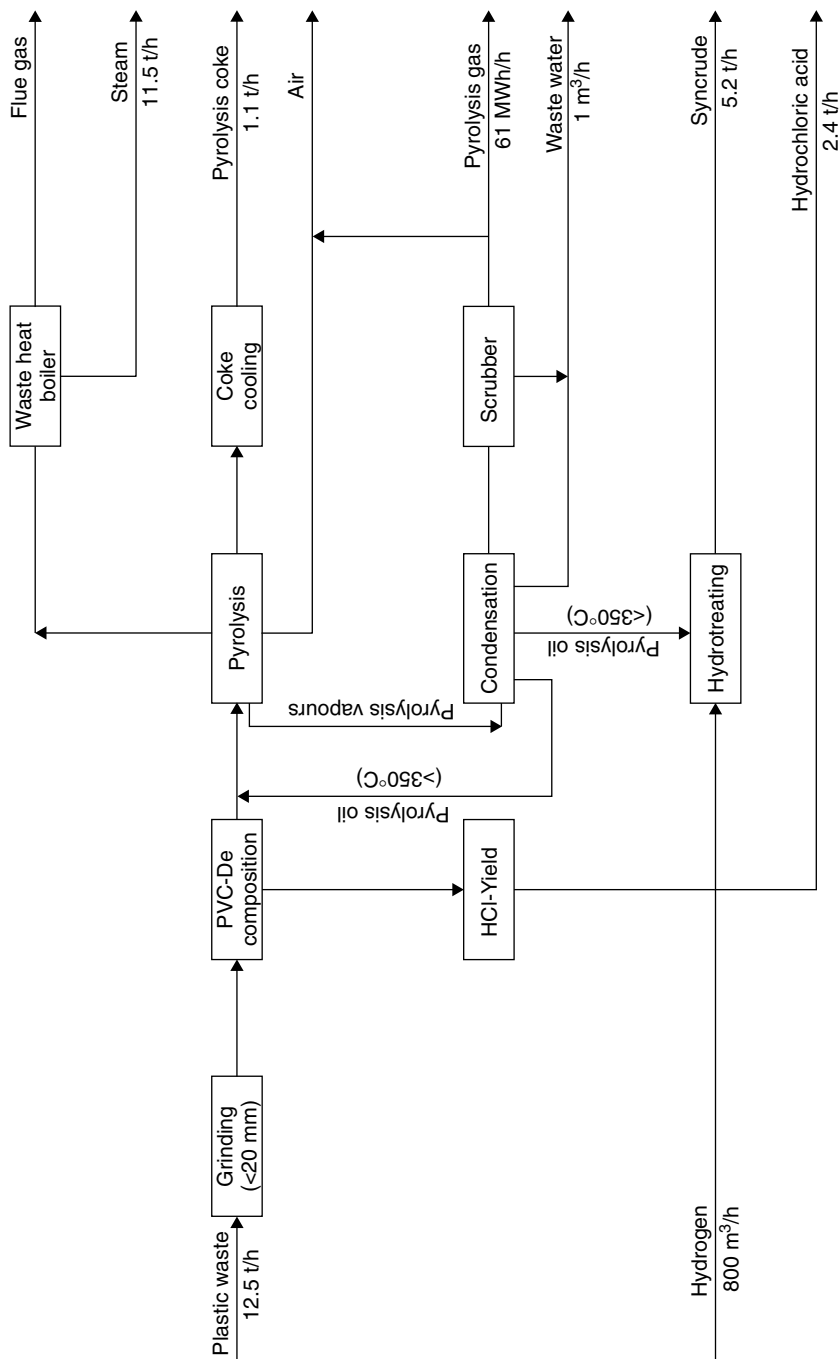 Flue gas
Steam
11.5 t/h
Pyrolysis coke
1.1 t/h
Air
Pyrolysis gas
61 MWh/h
Waste water
1 m³/h
Syncrude
5.2 t/h
Hydrochloric acid
2.4 t/h
Waste heat
boiler
Coke
cooling
Scrubber
Pyrolysis
Condensation
Hydrotreating
Pyrolysis vapours
Pyrolysis oil
(<350°C)
Pyrolysis oil
(>350°C)
PVC-De
composition
HCl-Yield
Grinding
(<20 mm)
Plastic waste
12.5 t/h
Hydrogen
800 m³/h